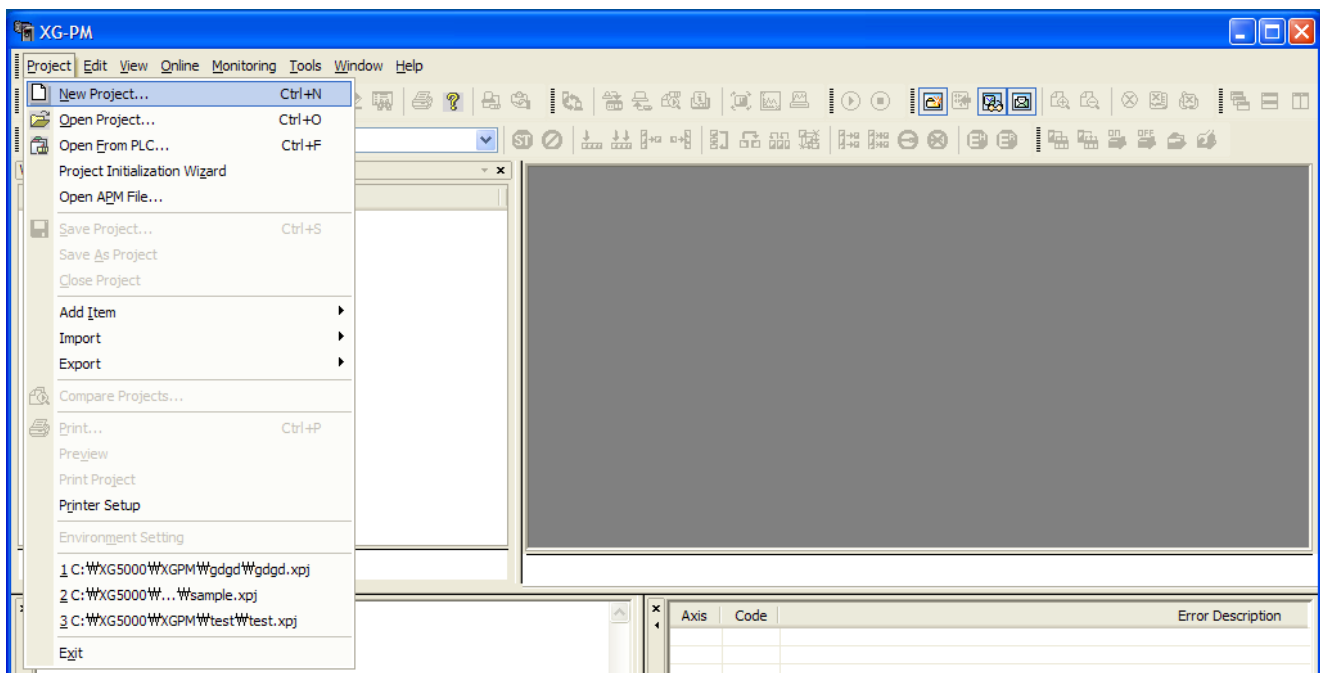 XG-PM
Project Edit View Online Monitoring Tools Window Help
New Project... Ctrl+N
Open Project... Ctrl+O
Open From PLC... Ctrl+F
Project Initialization Wizard
Open APM File...
Save Project... Ctrl+S
Save As Project
Close Project
Add Item
Import
Export
Compare Projects...
Print... Ctrl+P
Preview
Print Project
Printer Setup
Environment Setting
1 C:₩XG5000₩XGPM₩gdgd₩gdgd.xpj
2 C:₩XG5000₩...₩sample.xpj
3 C:₩XG5000₩XGPM₩test₩test.xpj
Exit
Axis Code Error Description